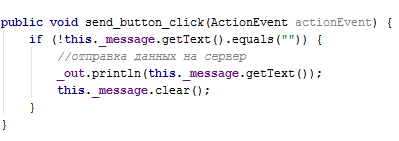 public void send_button_click(ActionEvent actionEvent) {
    if (!this._message.getText().equals("")) {
        //отправка данных на сервер
        _out.println(this._message.getText());
        this._message.clear();
    }
}